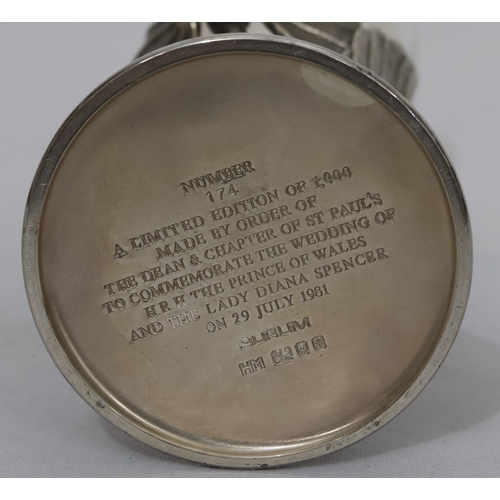 NUMBER
174
A LIMITED EDITION OF 1,000
MADE BY ORDER OF
THE DEAN & CHAPTER OF ST PAUL'S
TO COMMEMORATE THE WEDDING OF
H R H THE PRINCE OF WALES
AND THE LADY DIANA SPENCER
ON 29 JULY 1981
HM